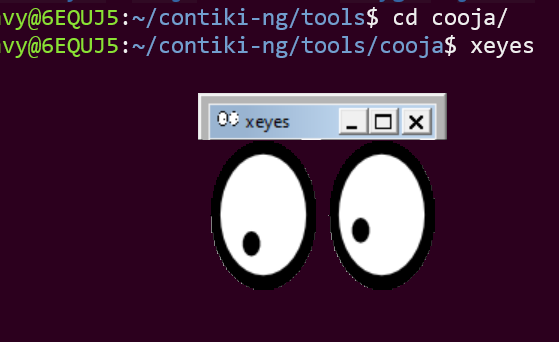 vy@6EQUJ5:~/contiki-ng/tools$ cd cooja/
vy@6EQUJ5:~/contiki-ng/tools/cooja$ xeyes
xeyes